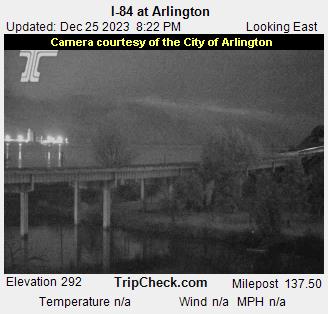 I-84 at Arlington
Updated: Dec 25 2023 8:22 PM Looking East
Camera courtesy of the City of Arlington
Elevation 292 TripCheck.com Milepost 137.50
Temperature n/a Wind n/a MPH n/a